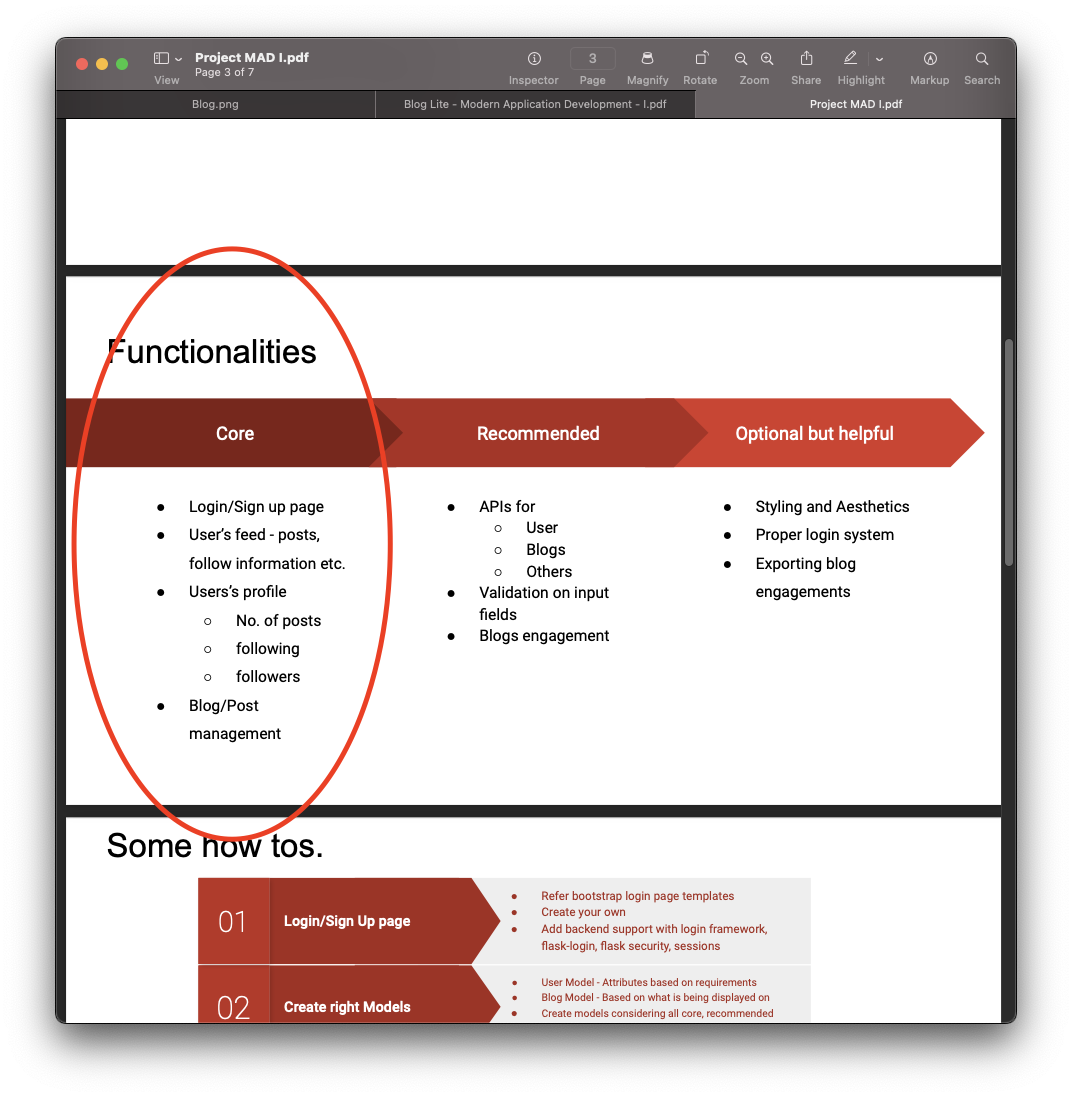 Project MAD I.pdf
Page 3 of 7
View
Inspector
3
Page
Magnify
Rotate
Zoom
Share
Highlight
Markup
Search
Blog.png
Blog Lite - Modern Application Development - I.pdf
Project MAD I.pdf
Functionalities
Core
Recommended
Optional but helpful
● Login/Sign up page
● User’s feed - posts,
follow information etc.
● Users’s profile
○ No. of posts
○ following
○ followers
● Blog/Post
management
● APIs for
○ User
○ Blogs
○ Others
● Validation on input
fields
● Blogs engagement
● Styling and Aesthetics
● Proper login system
● Exporting blog
engagements
Some how tos.
01
Login/Sign Up page
● Refer bootstrap login page templates
● Create your own
● Add backend support with login framework,
flask-login, flask security, sessions
02
Create right Models
● User Model - Attributes based on requirements
● Blog Model - Based on what is being displayed on
● Create models considering all core, recommended